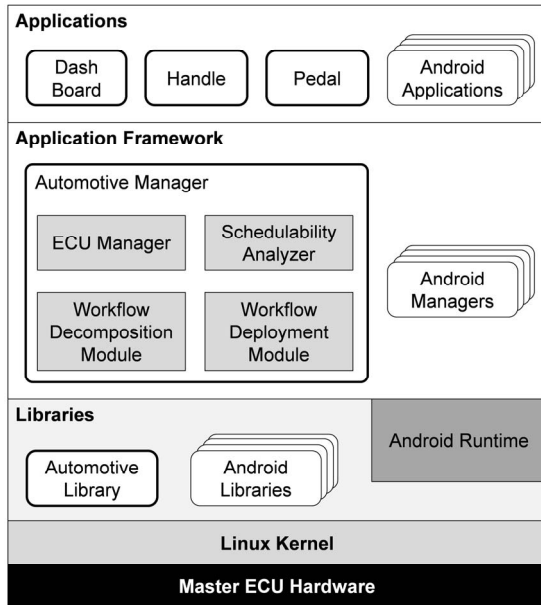 Applications
Dash
Board
Handle
Pedal
Android
Applications
Application Framework
Automotive Manager
ECU Manager
Schedulability
Analyzer
Workflow
Decomposition
Module
Workflow
Deployment
Module
Android
Managers
Libraries
Automotive
Library
Android
Libraries
Android Runtime
Linux Kernel
Master ECU Hardware